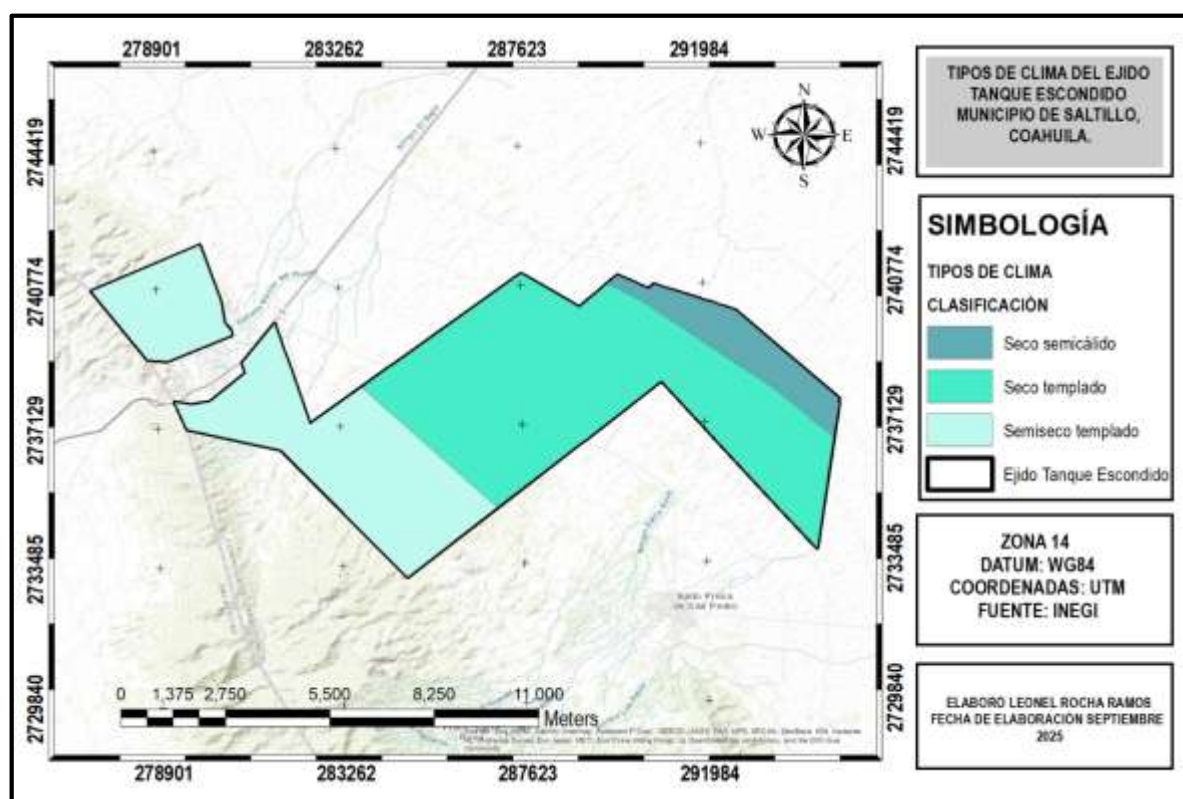 278901 283262 287623 291984
2744419
2740774
2737129
2733485
2729840
N
W E
S
2744419
2740774
2737129
2733485
2729840
0 1,375 2,750 5,500 8,250 11,000
Meters
278901 283262 287623 291984
TIPOS DE CLIMA DEL EJIDO
TANQUE ESCONDIDO
MUNICIPIO DE SALTILLO,
COAHUILA.
SIMBOLOGÍA
TIPOS DE CLIMA
CLASIFICACIÓN
Seco semicálido
Seco templado
Semiseco templado
Ejido Tanque Escondido
ZONA 14
DATUM: WG84
COORDENADAS: UTM
FUENTE: INEGI
ELABORO LEONEL ROCHA RAMOS
FECHA DE ELABORACIÓN SEPTIEMBRE
2025